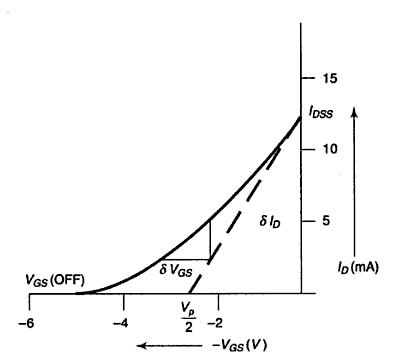 15
I_DSS
10
δ I_D
5
δ V_GS
V_GS (OFF)
I_D (mA)
-6
-4
V_p
2
-2
-V_GS (V)